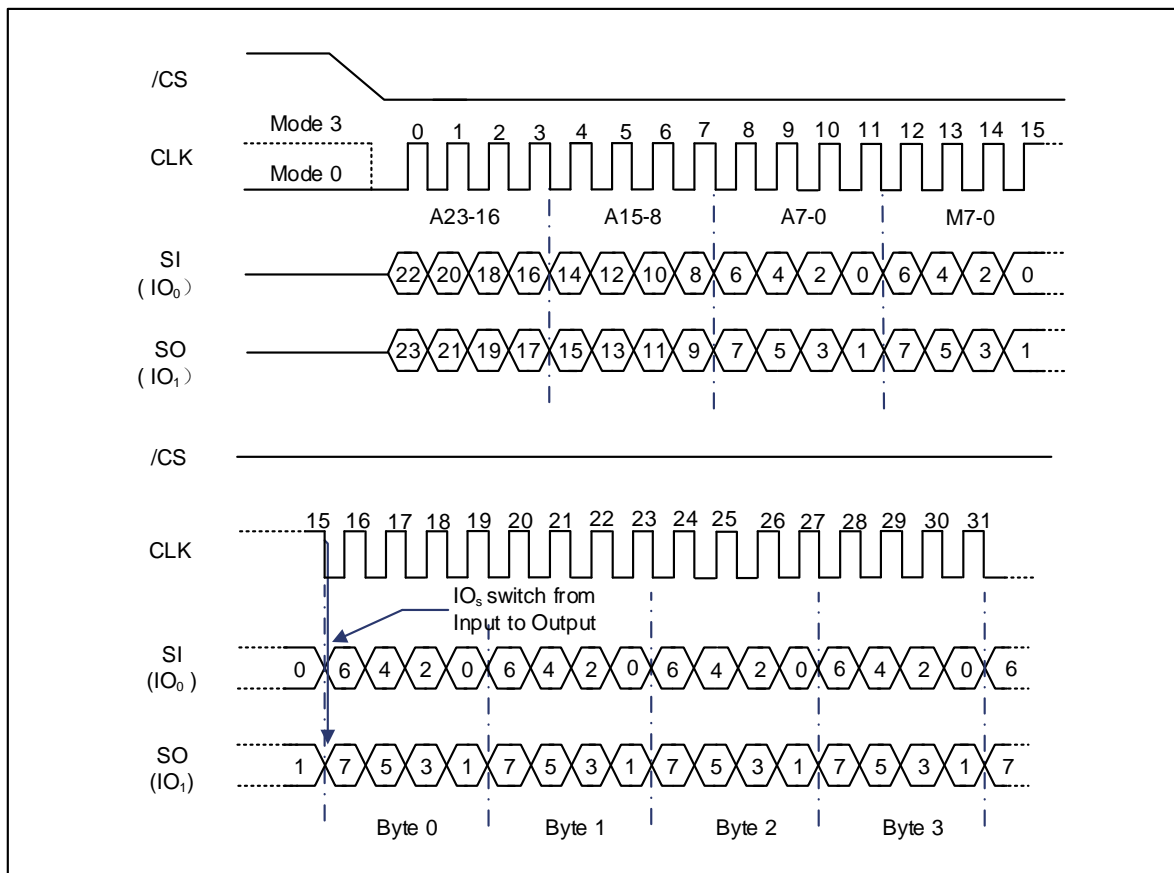 /CS
Mode 3
CLK
Mode 0
0 1 2 3 4 5 6 7 8 9 10 11 12 13 14 15
A23-16 A15-8 A7-0 M7-0
SI
( IO₀）
22 20 18 16 14 12 10 8 6 4 2 0 6 4 2 0
SO
( IO₁）
23 21 19 17 15 13 11 9 7 5 3 1 7 5 3 1
/CS
15 16 17 18 19 20 21 22 23 24 25 26 27 28 29 30 31
CLK
IOₛ switch from
Input to Output
SI
(IO₀ )
0 6 4 2 0 6 4 2 0 6 4 2 0 6 4 2 0 6
SO
(IO₁)
1 7 5 3 1 7 5 3 1 7 5 3 1 7 5 3 1 7
Byte 0 Byte 1 Byte 2 Byte 3